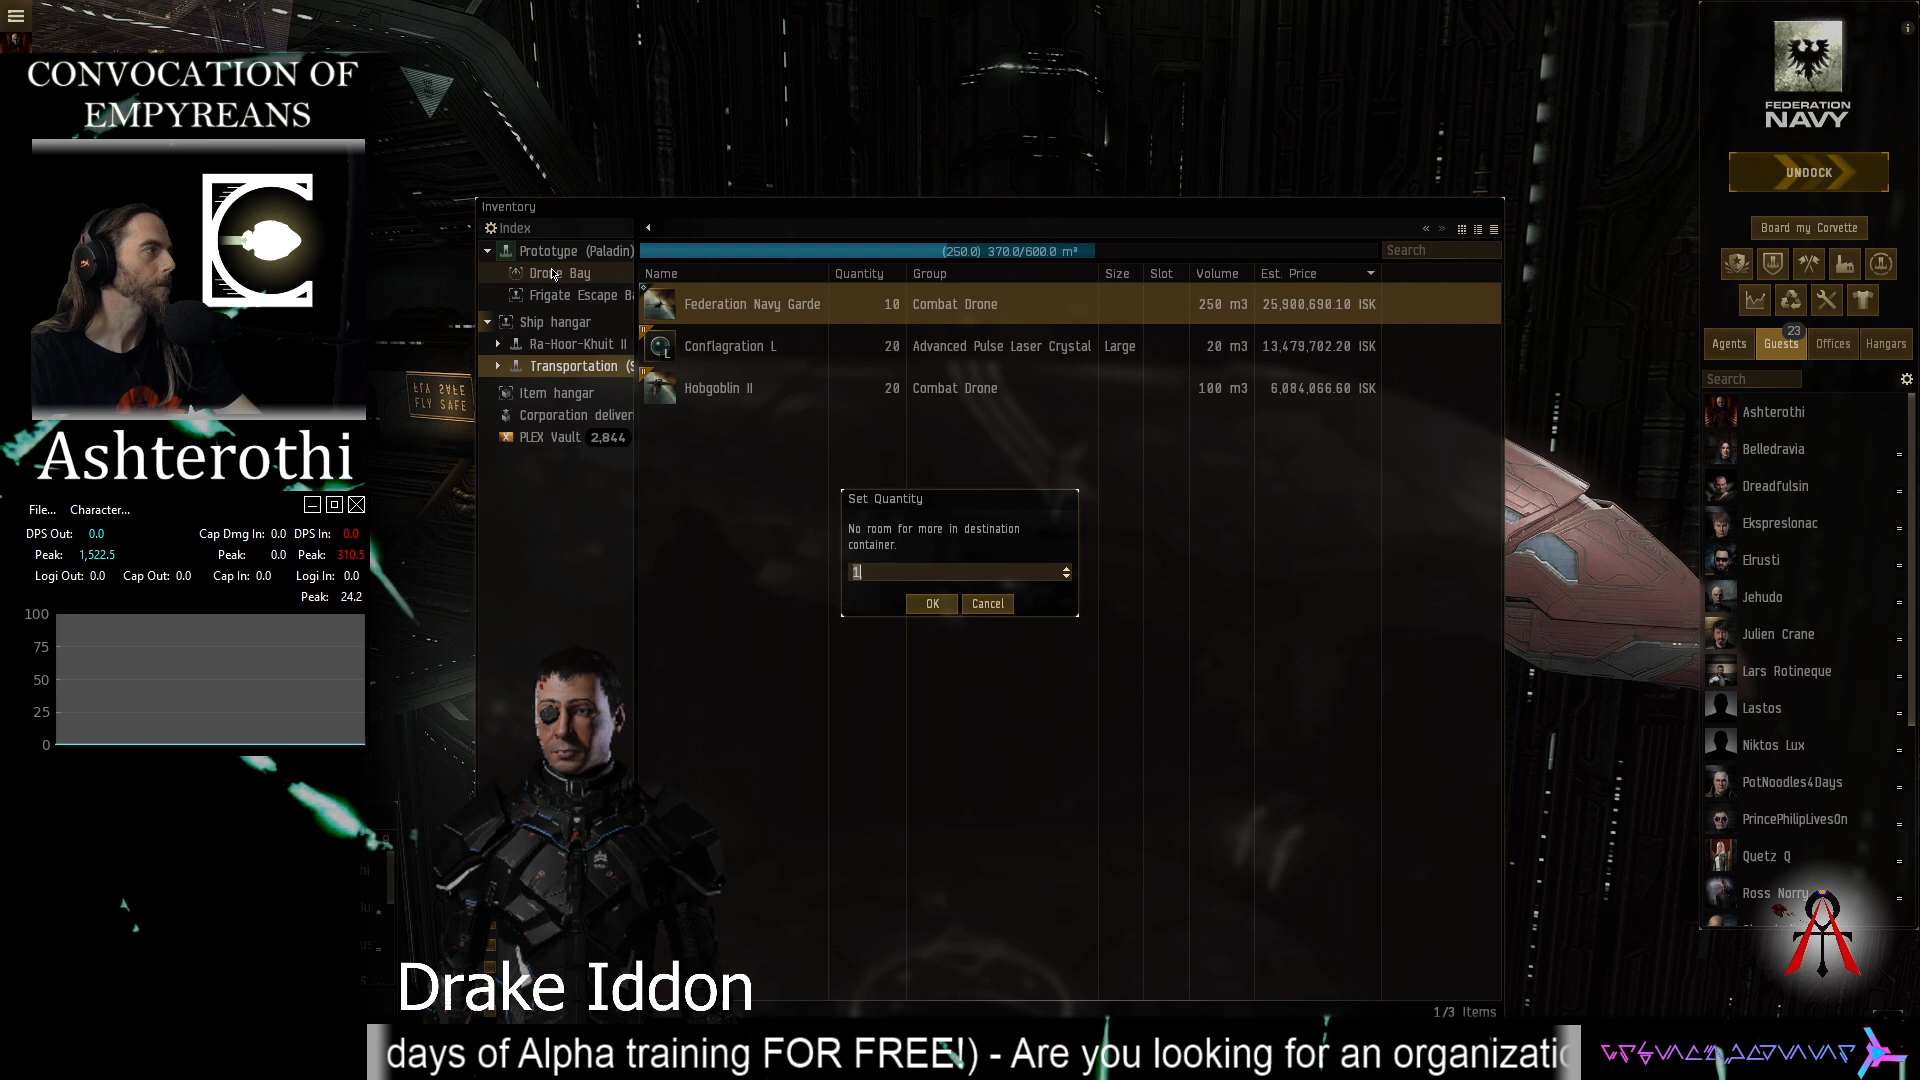 CONVOCATION OF
EMPYREANS
Ashterothi
File... Character...
DPS Out: 0.0 Cap Dmg In: 0.0 DPS In: 0.0
Peak: 1,522.5 Peak: 0.0 Peak: 310.5
Logi Out: 0.0 Cap Out: 0.0 Cap In: 0.0 Logi In: 0.0
Peak: 24.2
100
75
50
25
0
FLY SAFE
FLY SAFE
Inventory
Index
Prototype (Paladin)
Drone Bay
Frigate Escape Ba
Ship hangar
Ra-Hoor-Khuit II
Transportation (S
Item hangar
Corporation deliver
PLEX Vault 2,844
(250.0) 370.0/600.0 m³
Search
Name Quantity Group Size Slot Volume Est. Price
Federation Navy Garde 10 Combat Drone 250 m3 25,900,690.10 ISK
Conflagration L 20 Advanced Pulse Laser Crystal Large 20 m3 13,479,702.20 ISK
Hobgoblin II 20 Combat Drone 100 m3 6,084,066.60 ISK
Set Quantity
No room for more in destination
container.
1
OK Cancel
1/3 Items
FEDERATION
NAVY
UNDOCK
Board my Corvette
23
Agents Guests Offices Hangars
Search
Ashterothi
Belledravia
Dreadfulsin
Ekspreslonac
Elrusti
Jehudo
Julien Crane
Lars Rotineque
Lastos
Niktos Lux
PotNoodles4Days
PrincePhilipLivesOn
Quetz Q
Ross Norry
Drake Iddon
days of Alpha training FOR FREE!) - Are you looking for an organizatio